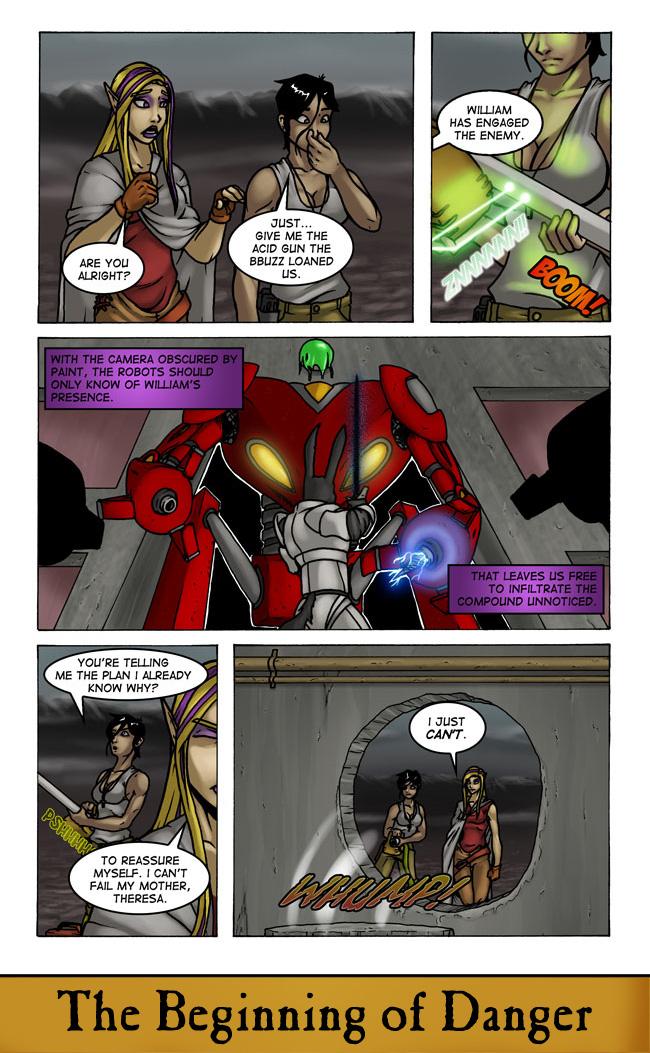 ARE YOU
ALRIGHT?
JUST...
GIVE ME THE
ACID GUN THE
BBUZZ LOANED
US.
WILLIAM
HAS ENGAGED
THE ENEMY.
ZNNNNNN!!
BOOM!
WITH THE CAMERA OBSCURED BY
PAINT, THE ROBOTS SHOULD
ONLY KNOW OF WILLIAM'S
PRESENCE.
THAT LEAVES US FREE
TO INFILTRATE THE
COMPOUND UNNOTICED.
YOU'RE TELLING
ME THE PLAN I ALREADY
KNOW WHY?
PSHHHH
TO REASSURE
MYSELF. I CAN'T
FAIL MY MOTHER,
THERESA.
I JUST
CAN'T.
WHUMP!
The Beginning of Danger